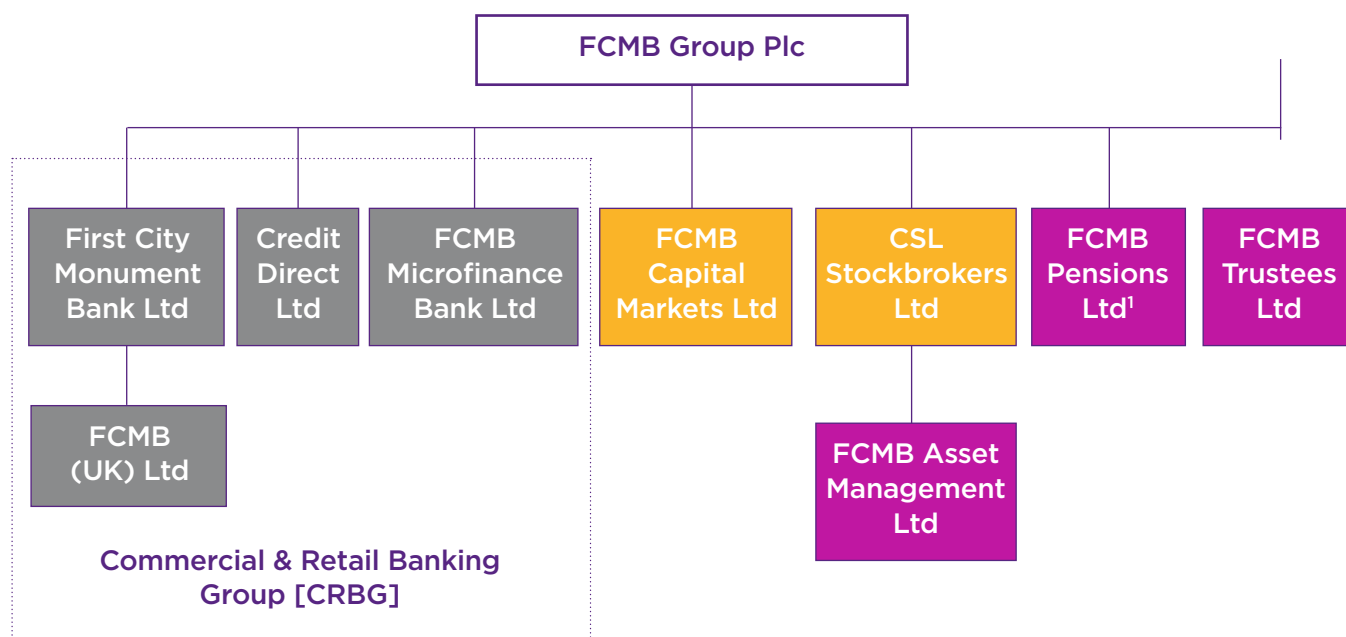 FCMB Group Plc
First City
Monument
Bank Ltd
Credit
Direct
Ltd
FCMB
Microfinance
Bank Ltd
FCMB
Capital
Markets Ltd
CSL
Stockbrokers
Ltd
FCMB
Pensions
Ltd¹
FCMB
Trustees
Ltd
FCMB
(UK) Ltd
FCMB Asset
Management
Ltd
Commercial & Retail Banking
Group [CRBG]